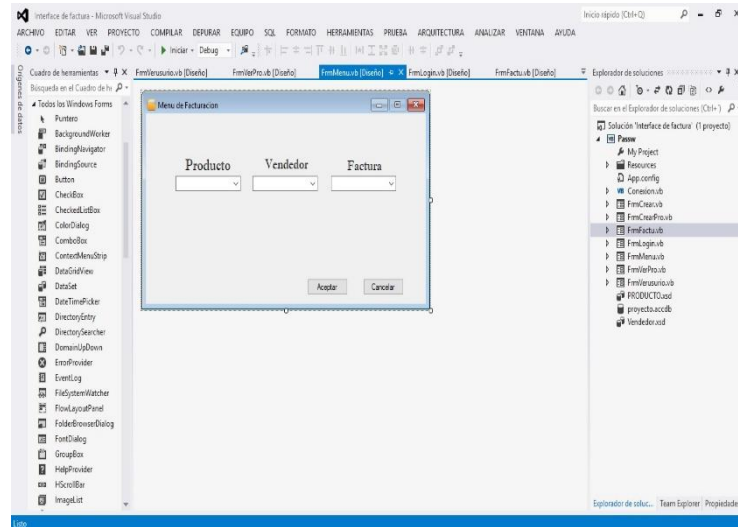 Interface de factura - Microsoft Visual Studio
Inicio rápido (Ctrl+Q)
ARCHIVO EDITAR VER PROYECTO COMPILAR DEPURAR EQUIPO SQL FORMATO HERRAMIENTAS PRUEBA ARQUITECTURA ANALIZAR VENTANA AYUDA
Iniciar Debug
Orígenes de datos
Cuadro de herramientas
FrmVerusurio.vb [Diseño] FrmVerPro.vb [Diseño] FrmMenu.vb [Diseño] FrmLogin.vb [Diseño] FrmFactu.vb [Diseño]
Explorador de soluciones
Búsqueda en el Cuadro de he
Todos los Windows Forms
Puntero
BackgroundWorker
BindingNavigator
BindingSource
Button
CheckBox
CheckedListBox
ColorDialog
ComboBox
ContextMenuStrip
DataGridView
DataSet
DateTimePicker
DirectoryEntry
DirectorySearcher
DomainUpDown
ErrorProvider
EventLog
FileSystemWatcher
FlowLayoutPanel
FolderBrowserDialog
FontDialog
GroupBox
HelpProvider
HScrollBar
ImageList
Menu de Facturacion
Producto Vendedor Factura
Aceptar Cancelar
Buscar en el Explorador de soluciones (Ctrl+)
Solución 'Interface de factura' (1 proyecto)
Passw
My Project
Resources
App.config
Conexion.vb
FrmCrear.vb
FrmCrearPro.vb
FrmFactu.vb
FrmLogin.vb
FrmMenu.vb
FrmVerPro.vb
FrmVerusurio.vb
PRODUCTO.xsd
proyecto.accdb
Vendedor.xsd
Explorador de soluc... Team Explorer Propiedade
Listo